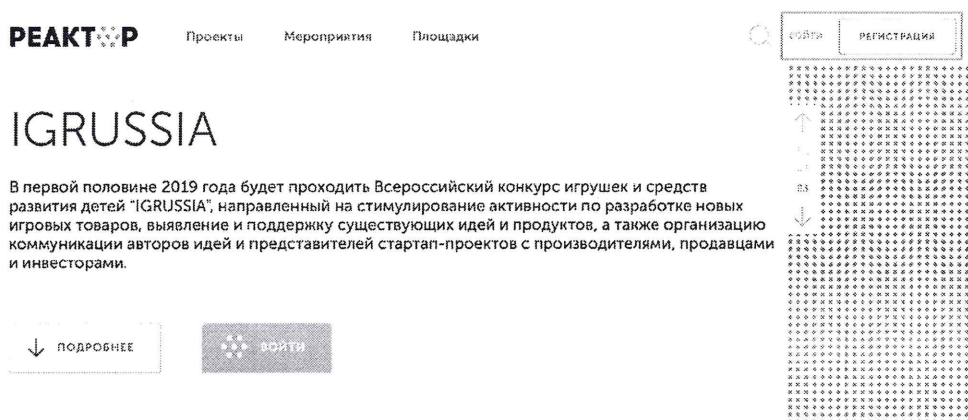 РЕАКТОР Проекты Мероприятия Площадки ВОЙТИ РЕГИСТРАЦИЯ
IGRUSSIA
В первой половине 2019 года будет проходить Всероссийский конкурс игрушек и средств
развития детей "IGRUSSIA", направленный на стимулирование активности по разработке новых
игровых товаров, выявление и поддержку существующих идей и продуктов, а также организацию
коммуникации авторов идей и представителей стартап-проектов с производителями, продавцами
и инвесторами.
ПОДРОБНЕЕ ВОЙТИ